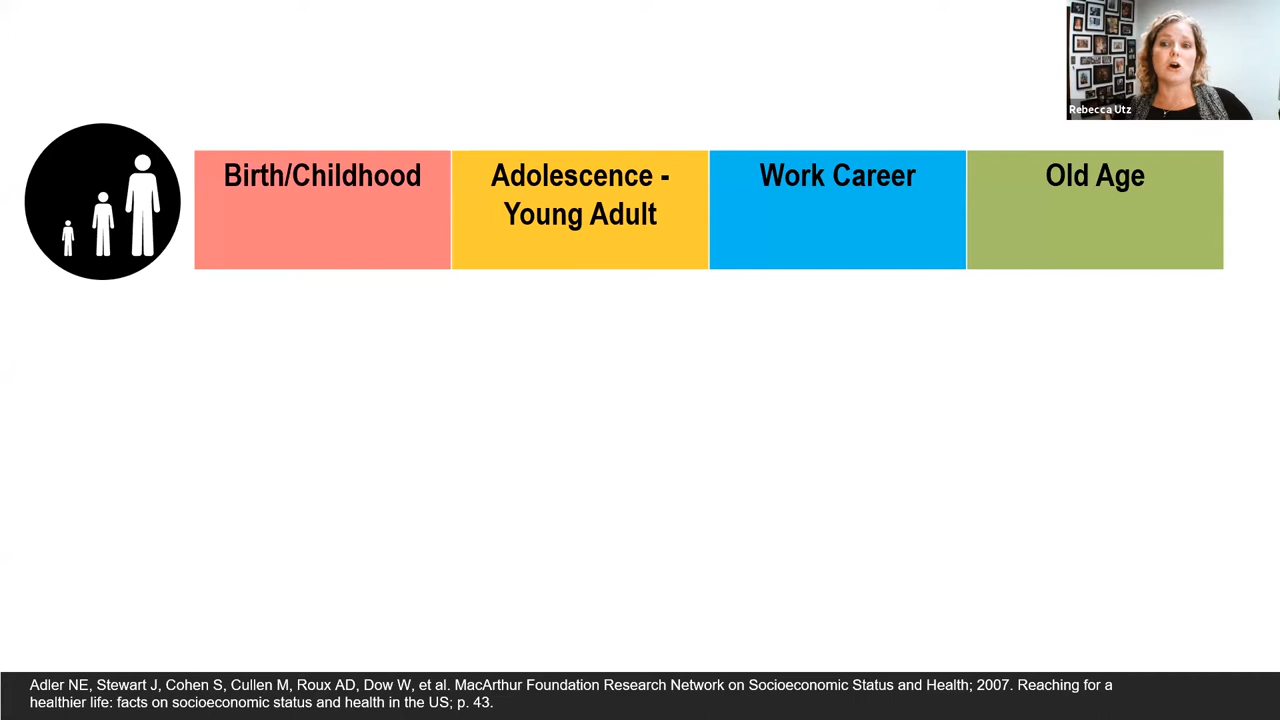 Rebecca Utz
Birth/Childhood
Adolescence -
Young Adult
Work Career
Old Age
Adler NE, Stewart J, Cohen S, Cullen M, Roux AD, Dow W, et al. MacArthur Foundation Research Network on Socioeconomic Status and Health; 2007. Reaching for a
healthier life: facts on socioeconomic status and health in the US; p. 43.